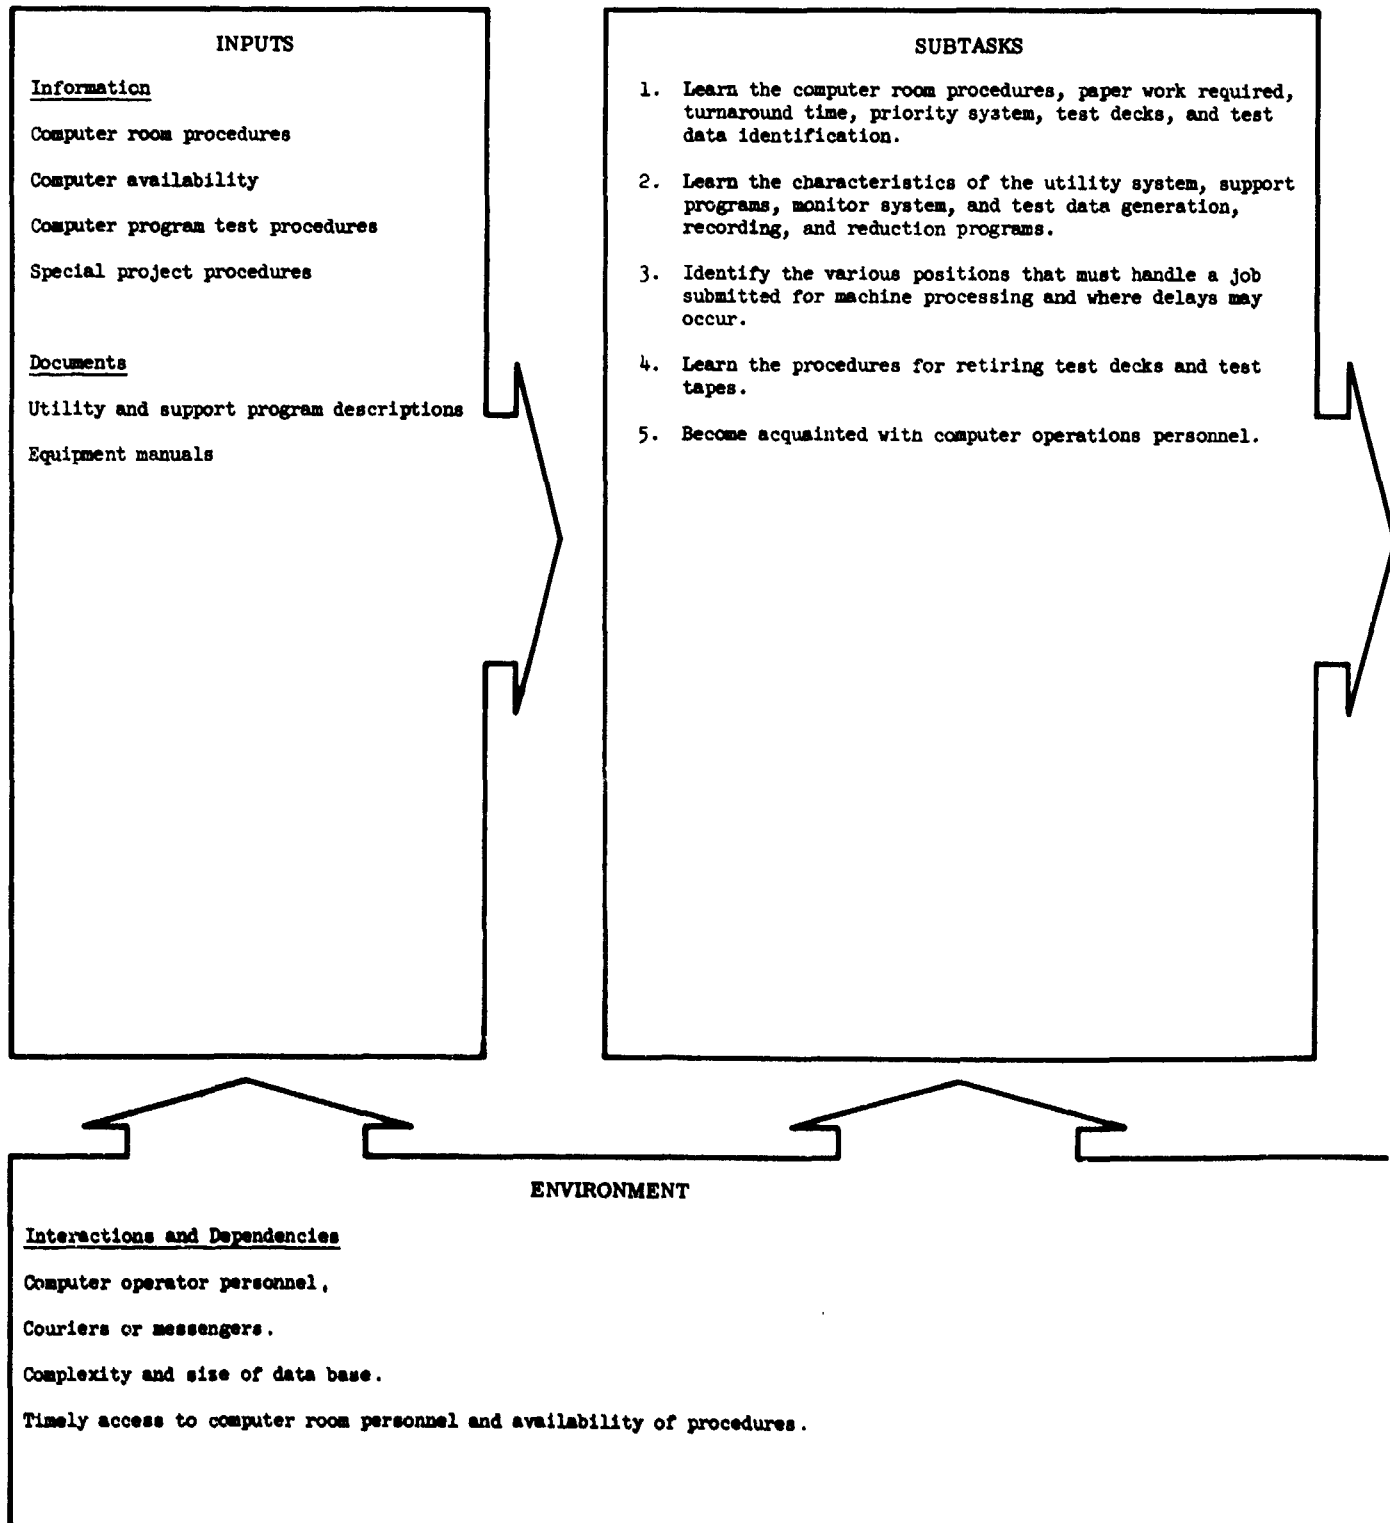 INPUTS
Information
Computer room procedures
Computer availability
Computer program test procedures
Special project procedures
Documents
Utility and support program descriptions
Equipment manuals
SUBTASKS
1. Learn the computer room procedures, paper work required,
turnaround time, priority system, test decks, and test
data identification.
2. Learn the characteristics of the utility system, support
programs, monitor system, and test data generation,
recording, and reduction programs.
3. Identify the various positions that must handle a job
submitted for machine processing and where delays may
occur.
4. Learn the procedures for retiring test decks and test
tapes.
5. Become acquainted with computer operations personnel.
ENVIRONMENT
Interactions and Dependencies
Computer operator personnel.
Couriers or messengers.
Complexity and size of data base.
Timely access to computer room personnel and availability of procedures.